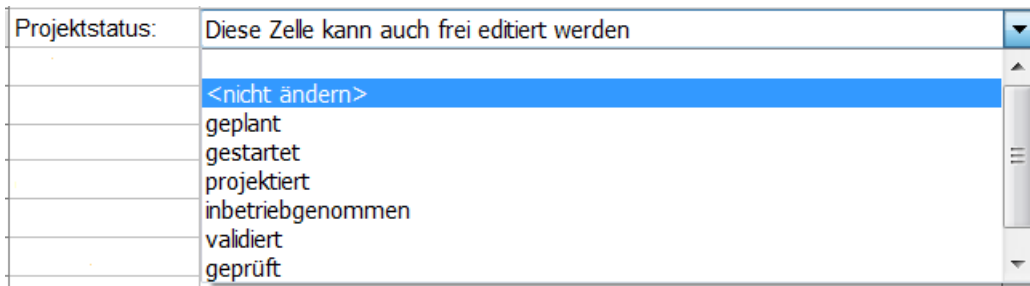 Projektstatus: Diese Zelle kann auch frei editiert werden
<nicht ändern>
geplant
gestartet
projektiert
inbetriebgenommen
validiert
geprüft